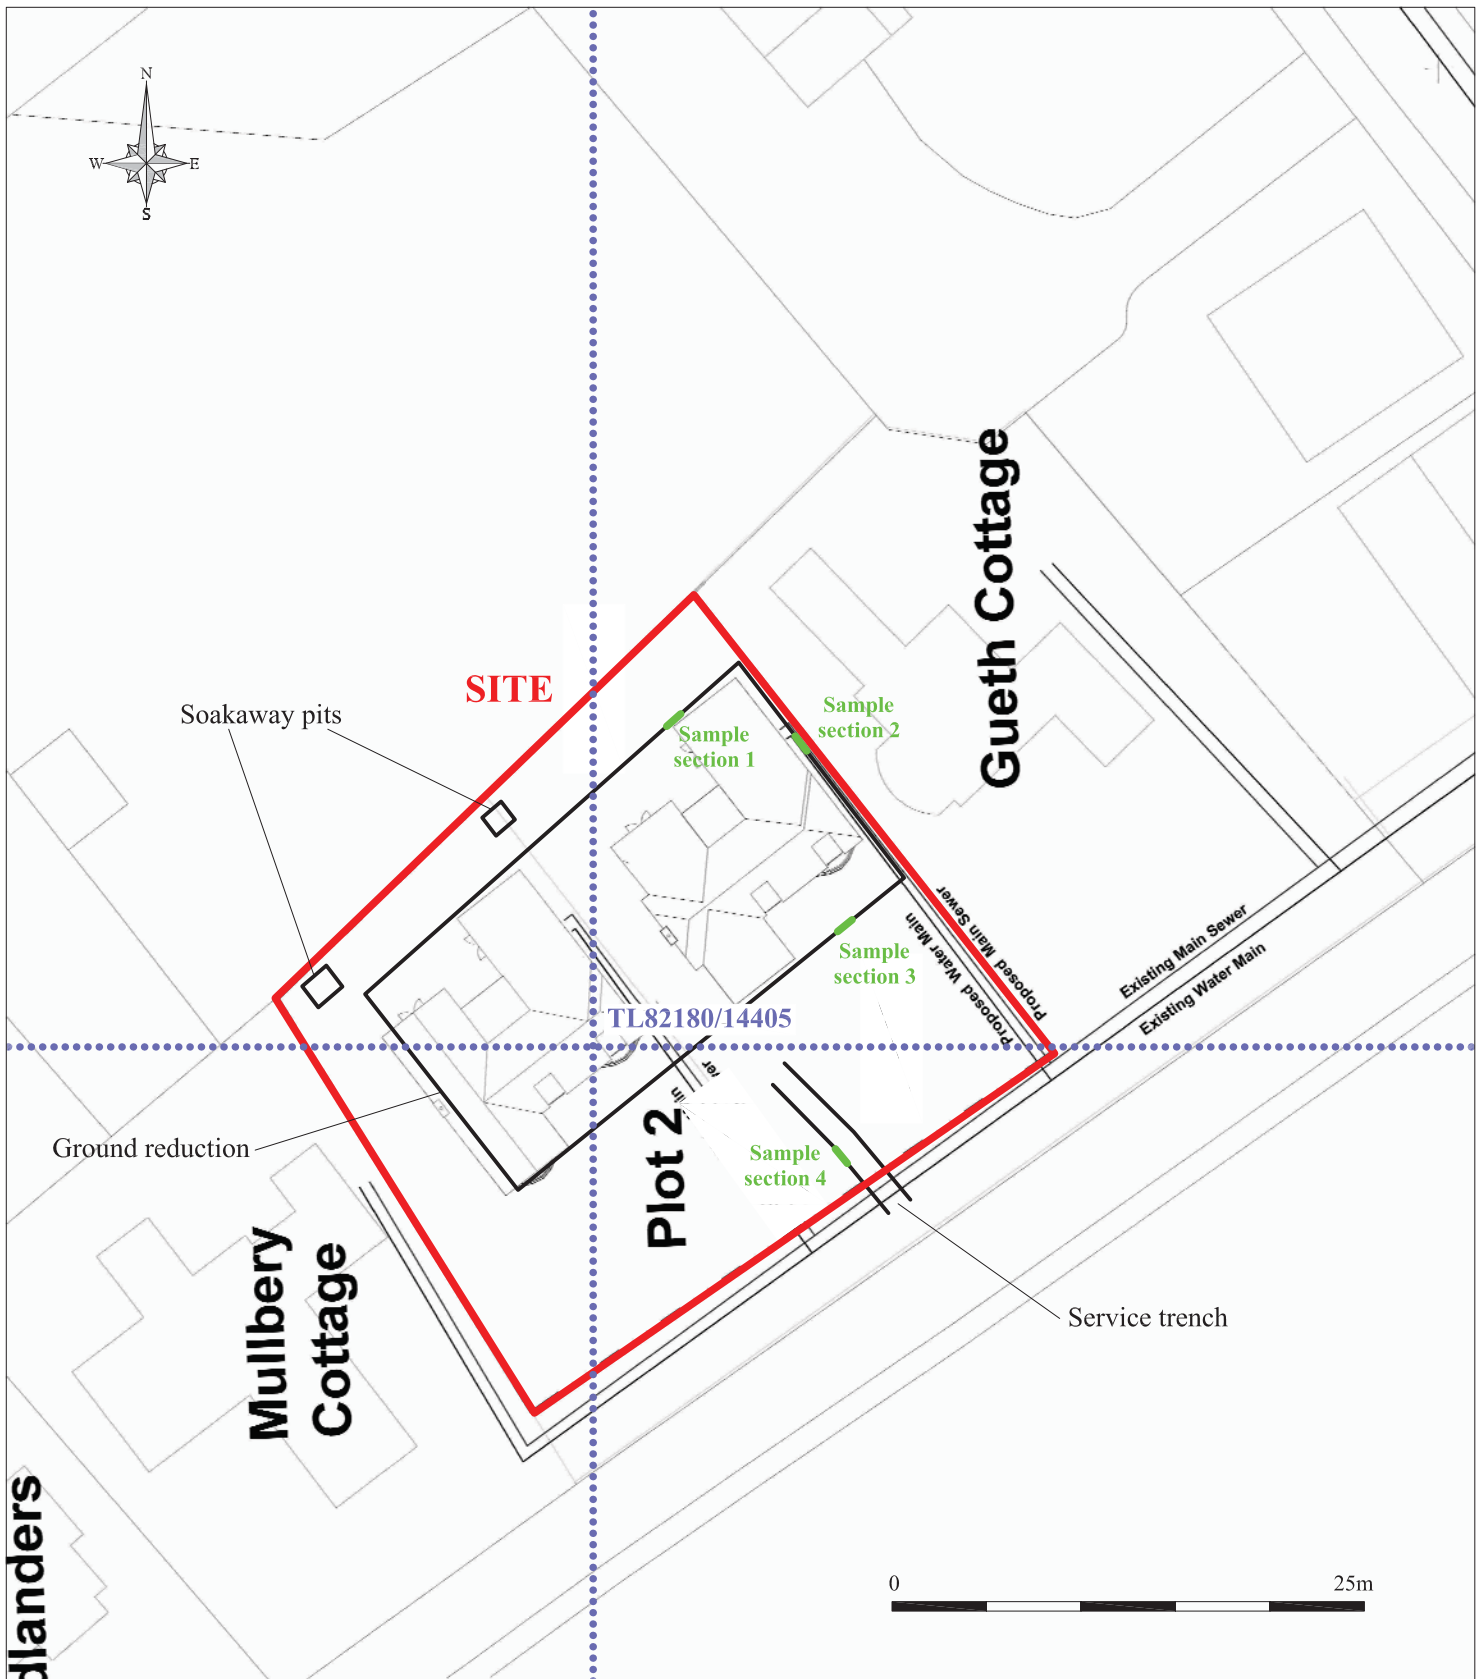 N
W E
S
Gueth Cottage
SITE
Soakaway pits
Sample
section 1
Sample
section 2
Sample
section 3
Proposed Main Sewer
Proposed Water Main
Existing Main Sewer
Existing Water Main
TL82180/14405
Ground reduction
Plot 2
Sample
section 4
Service trench
Mullbery
Cottage
dlanders
0 25m